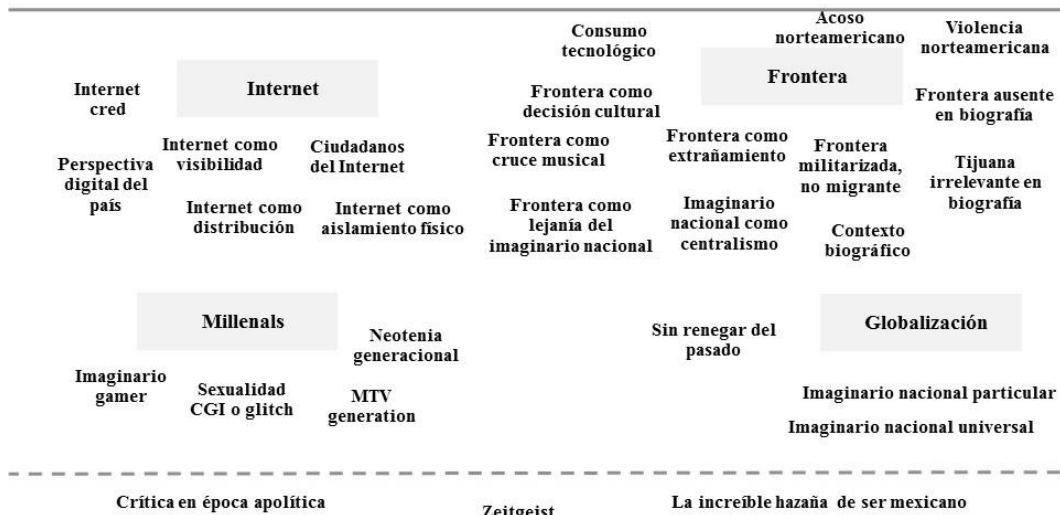 Consumo
tecnológico
Acoso
norteamericano
Violencia
norteamericana
Internet
cred
Internet
Frontera
Frontera como
decisión cultural
Frontera ausente
en biografía
Perspectiva
digital del
país
Internet como
visibilidad
Ciudadanos
del Internet
Frontera como
cruce musical
Frontera como
extrañamiento
Frontera
militarizada,
no migrante
Tijuana
irrelevante en
biografía
Internet como
distribución
Internet como
aislamiento físico
Frontera como
lejanía del
imaginario nacional
Imaginario
nacional como
centralismo
Contexto
biográfico
Millenals
Neotenia
generacional
Sin renegar del
pasado
Globalización
Imaginario
gamer
Sexualidad
CGI o glitch
MTV
generation
Imaginario nacional particular
Imaginario nacional universal
Crítica en época apolítica
Zeitgeist
La increíble hazaña de ser mexicano